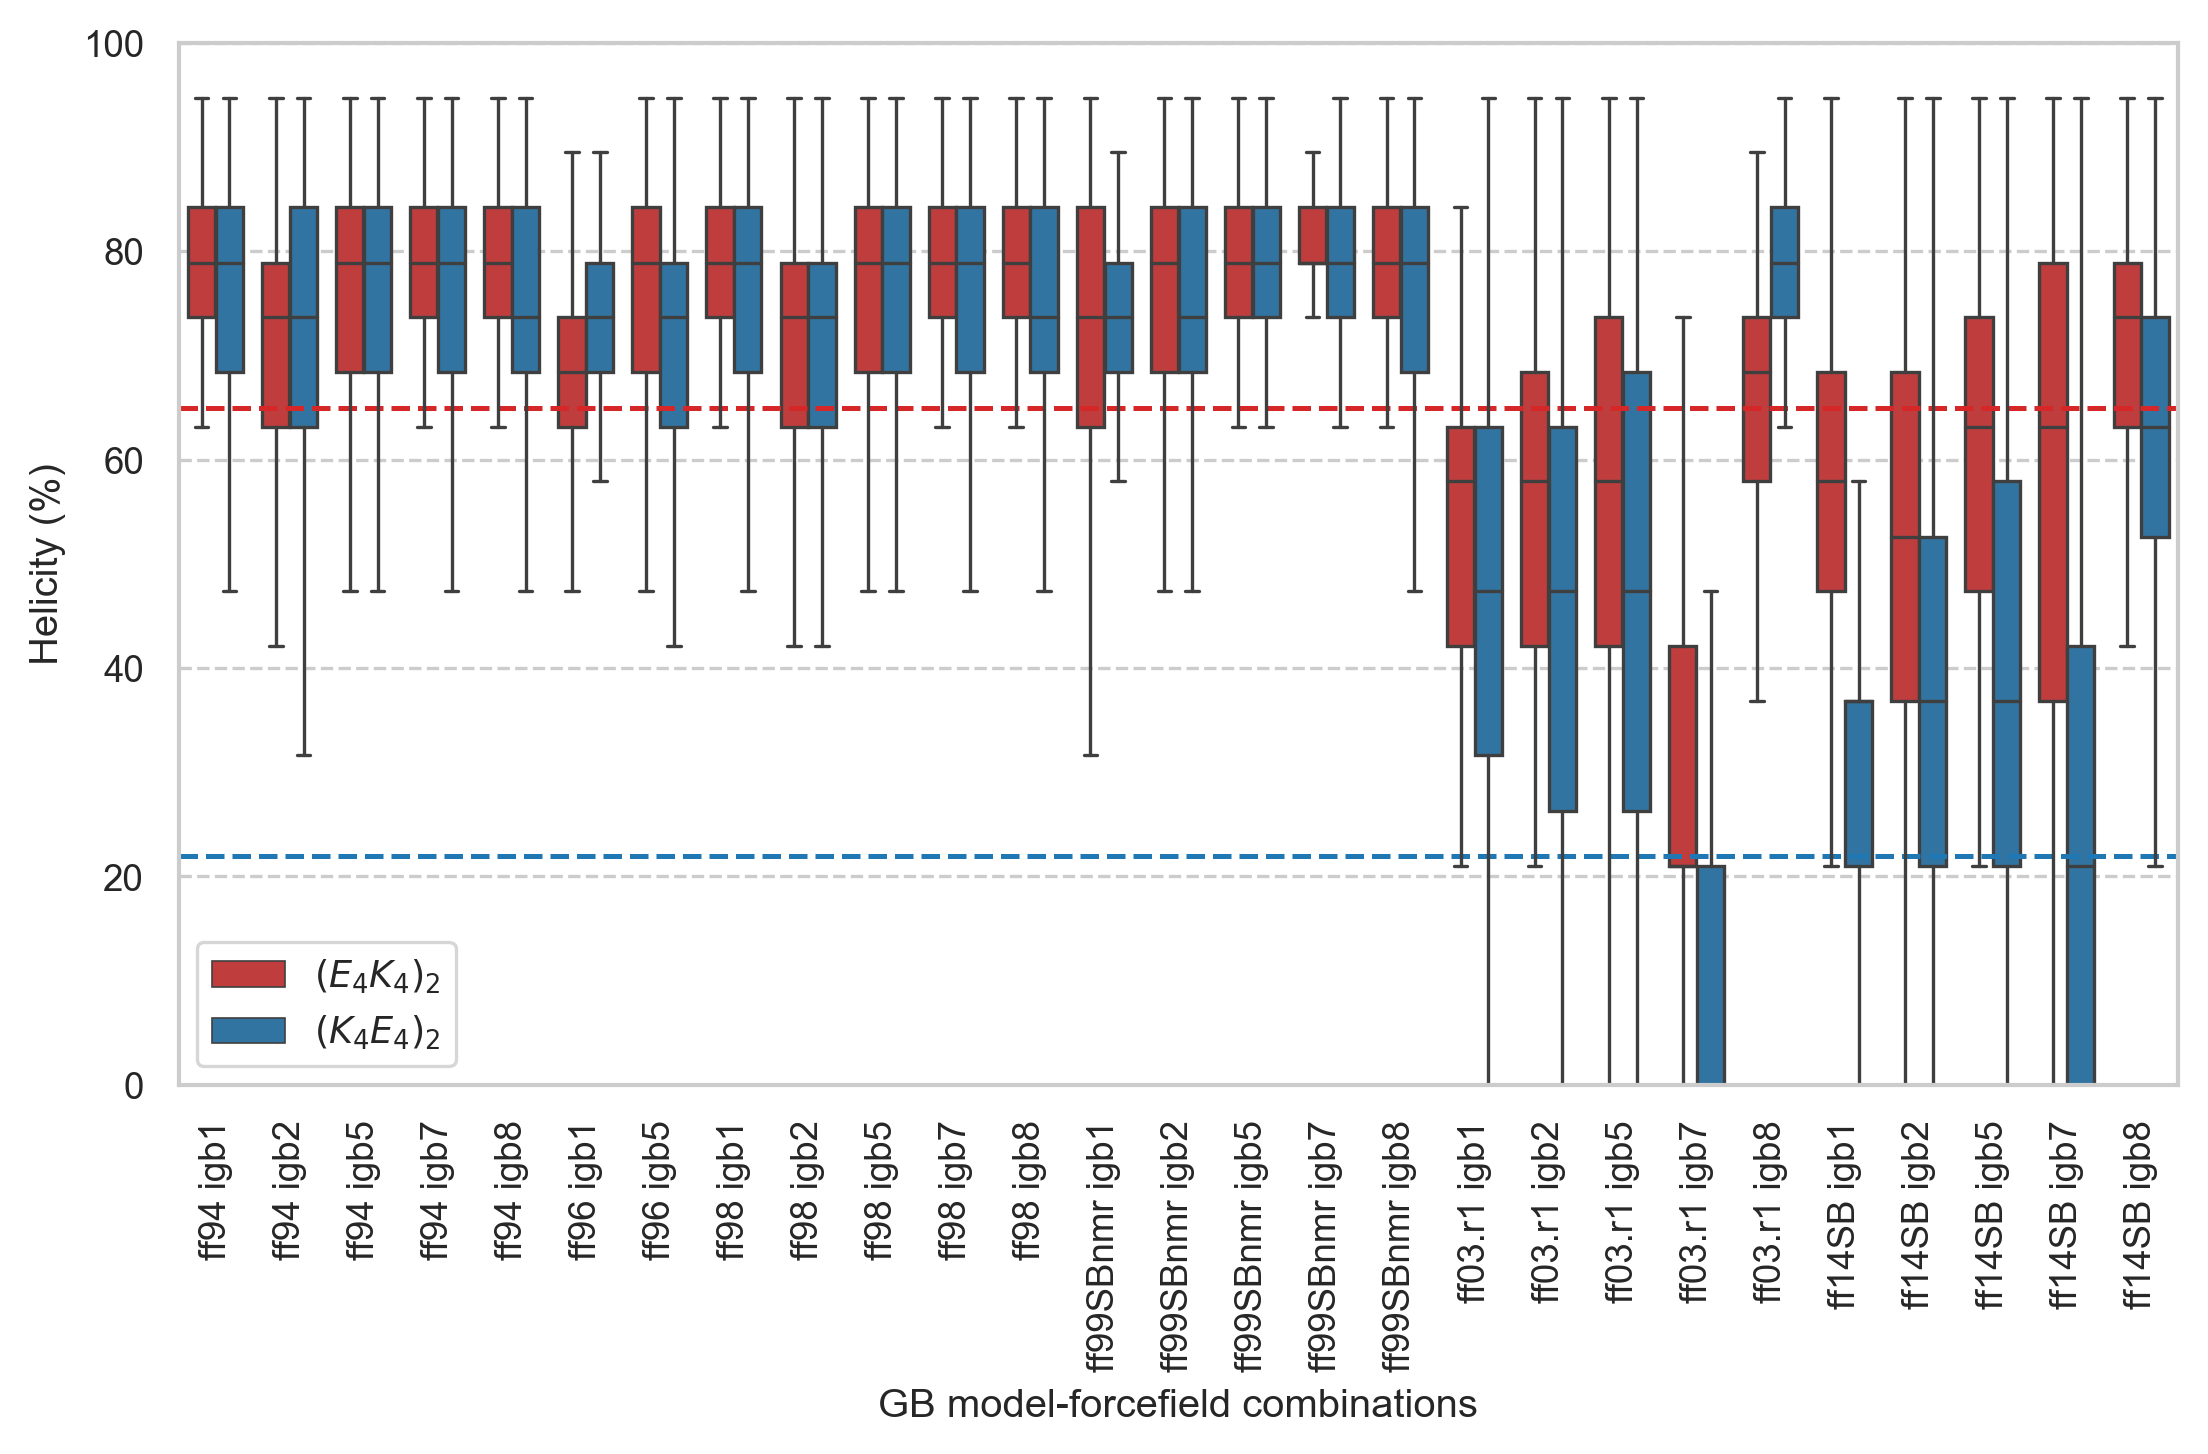 100
80
60
40
20
0
Helicity (%)
(E₄K₄)₂
(K₄E₄)₂
ff94 igb1
ff94 igb2
ff94 igb5
ff94 igb7
ff94 igb8
ff96 igb1
ff96 igb5
ff98 igb1
ff98 igb2
ff98 igb5
ff98 igb7
ff98 igb8
ff99SBnmr igb1
ff99SBnmr igb2
ff99SBnmr igb5
ff99SBnmr igb7
ff99SBnmr igb8
ff03.r1 igb1
ff03.r1 igb2
ff03.r1 igb5
ff03.r1 igb7
ff03.r1 igb8
ff14SB igb1
ff14SB igb2
ff14SB igb5
ff14SB igb7
ff14SB igb8
GB model-forcefield combinations